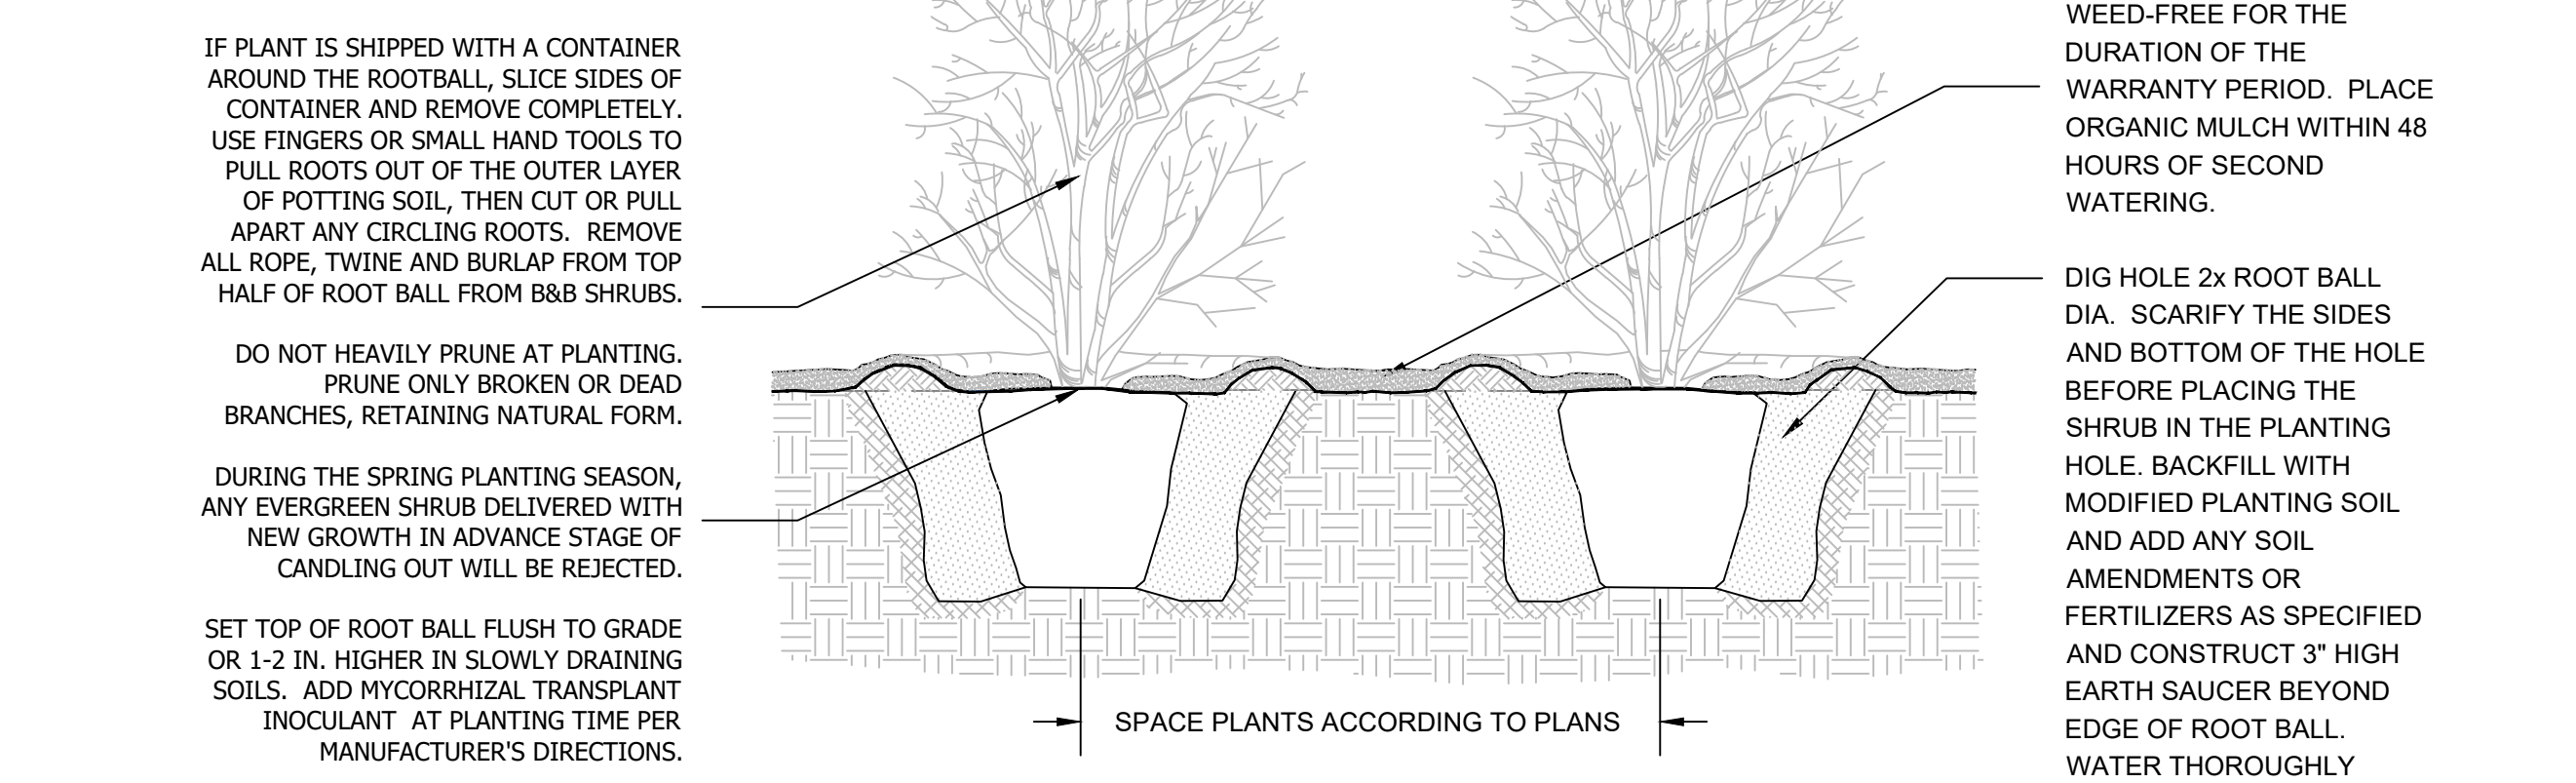 IF PLANT IS SHIPPED WITH A CONTAINER
AROUND THE ROOTBALL, SLICE SIDES OF
CONTAINER AND REMOVE COMPLETELY.
USE FINGERS OR SMALL HAND TOOLS TO
PULL ROOTS OUT OF THE OUTER LAYER
OF POTTING SOIL, THEN CUT OR PULL
APART ANY CIRCLING ROOTS.  REMOVE
ALL ROPE, TWINE AND BURLAP FROM TOP
HALF OF ROOT BALL FROM B&B SHRUBS.
DO NOT HEAVILY PRUNE AT PLANTING.
PRUNE ONLY BROKEN OR DEAD
BRANCHES, RETAINING NATURAL FORM.
DURING THE SPRING PLANTING SEASON,
ANY EVERGREEN SHRUB DELIVERED WITH
NEW GROWTH IN ADVANCE STAGE OF
CANDLING OUT WILL BE REJECTED.
SET TOP OF ROOT BALL FLUSH TO GRADE
OR 1-2 IN. HIGHER IN SLOWLY DRAINING
SOILS.  ADD MYCORRHIZAL TRANSPLANT
INOCULANT  AT PLANTING TIME PER
MANUFACTURER'S DIRECTIONS.
SPACE PLANTS ACCORDING TO PLANS
WEED-FREE FOR THE
DURATION OF THE
WARRANTY PERIOD.  PLACE
ORGANIC MULCH WITHIN 48
HOURS OF SECOND
WATERING.
DIG HOLE 2x ROOT BALL
DIA.  SCARIFY THE SIDES
AND BOTTOM OF THE HOLE
BEFORE PLACING THE
SHRUB IN THE PLANTING
HOLE. BACKFILL WITH
MODIFIED PLANTING SOIL
AND ADD ANY SOIL
AMENDMENTS OR
FERTILIZERS AS SPECIFIED
AND CONSTRUCT 3" HIGH
EARTH SAUCER BEYOND
EDGE OF ROOT BALL.
WATER THOROUGHLY